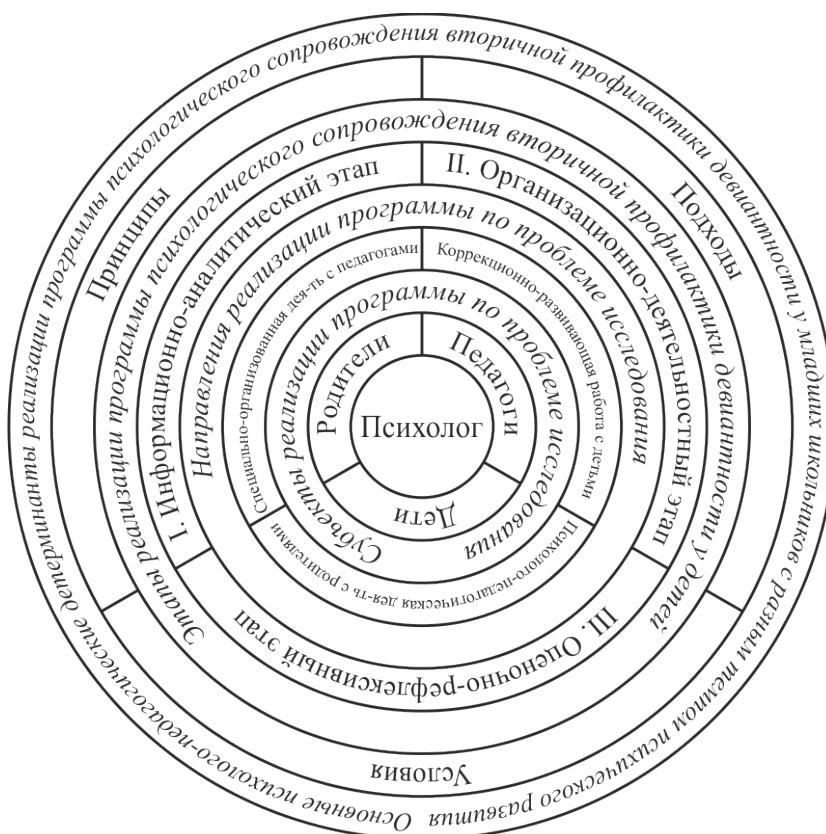 Основные психолого-педагогические детерминанты реализации программы психологического сопровождения вторичной профилактики девиантности у младших школьников с разным темпом психического развития
Принципы
Подходы
Условия
Этапы реализации программы психологического сопровождения вторичной профилактики девиантности у детей
I. Информационно-аналитический этап
II. Организационно-деятельностный этап
III. Оценочно-рефлексивный этап
Направления реализации программы по проблеме исследования
Специально-организованная дея-ть с педагогами
Коррекционно-развивающая работа с детьми
Психолого-педагогическая дея-ть с родителями
Субъекты реализации программы по проблеме исследования
Родители
Педагоги
Дети
Психолог